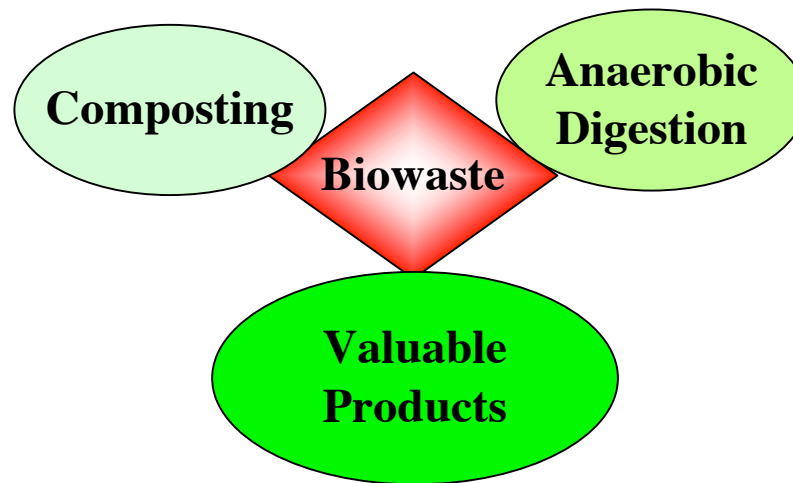 Composting
Anaerobic
Digestion
Biowaste
Valuable
Products